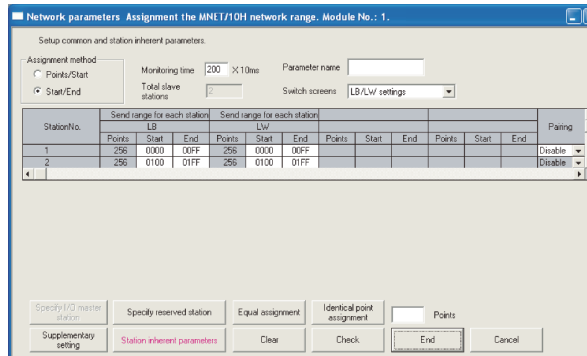 Network parameters Assignment the MNET/10H network range. Module No.: 1.
Setup common and station inherent parameters.
Assignment method
Points/Start
Start/End
Monitoring time 200 X 10ms
Parameter name
Total slave stations 2
Switch screens LB/LW settings
StationNo. Send range for each station Send range for each station Pairing
LB LW
Points Start End Points Start End Points Start End Points Start End
1 256 0000 00FF 256 0000 00FF Disable
2 256 0100 01FF 256 0100 01FF Disable
Specify I/O master station Specify reserved station Equal assignment Identical point assignment Points
Supplementary setting Station inherent parameters Clear Check End Cancel